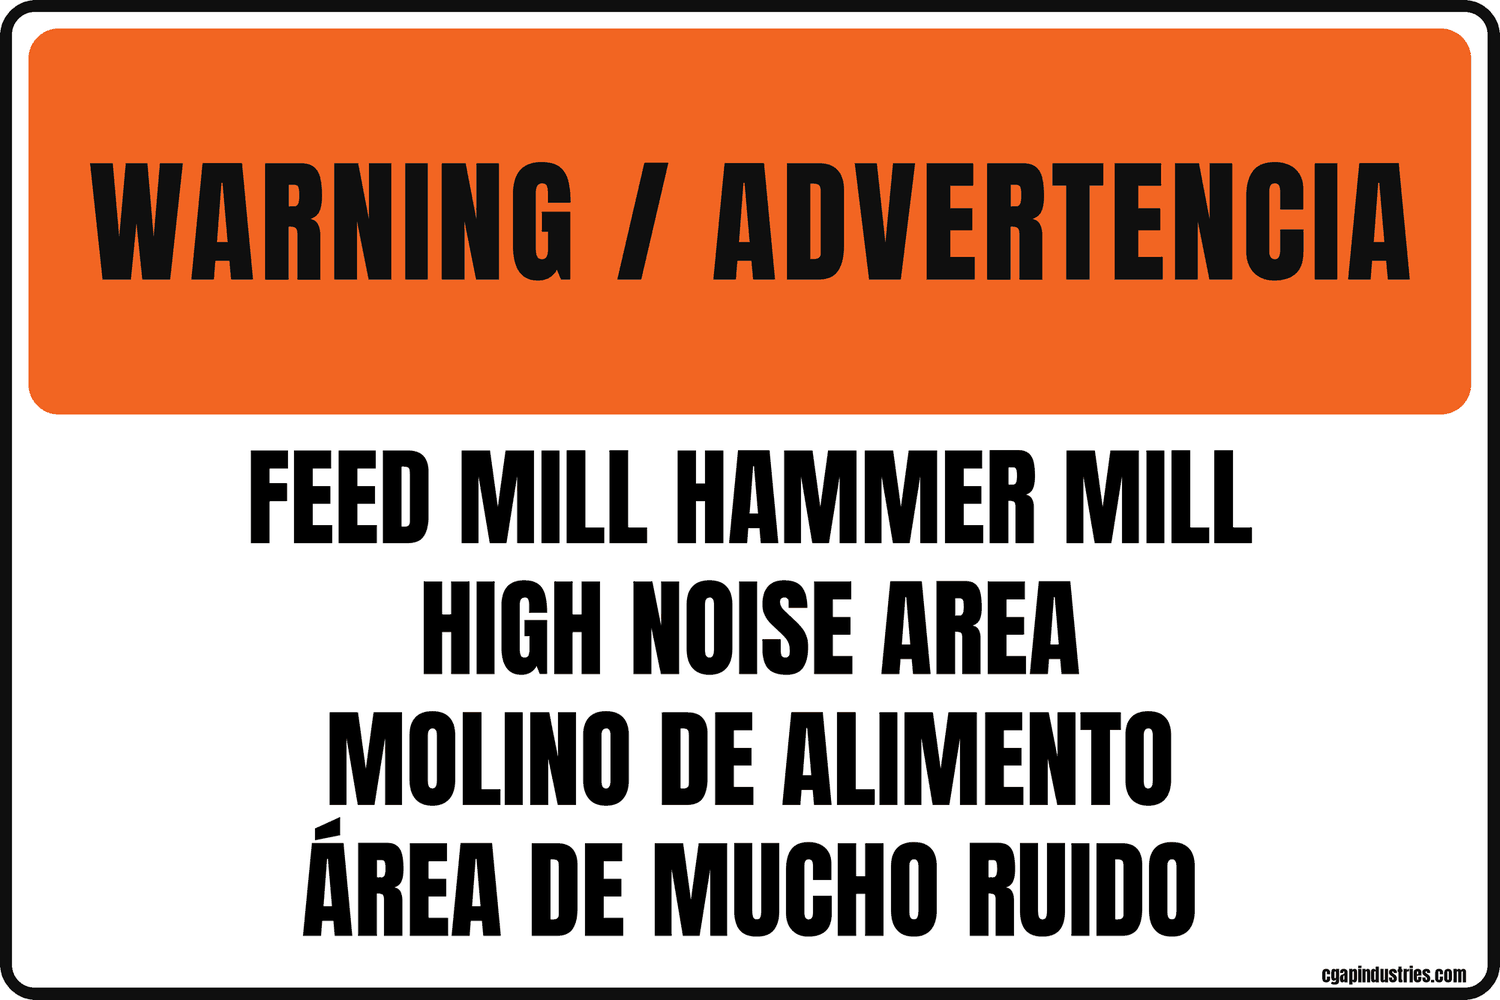 WARNING / ADVERTENCIA
FEED MILL HAMMER MILL
HIGH NOISE AREA
MOLINO DE ALIMENTO
ÁREA DE MUCHO RUIDO
cgapindustries.com